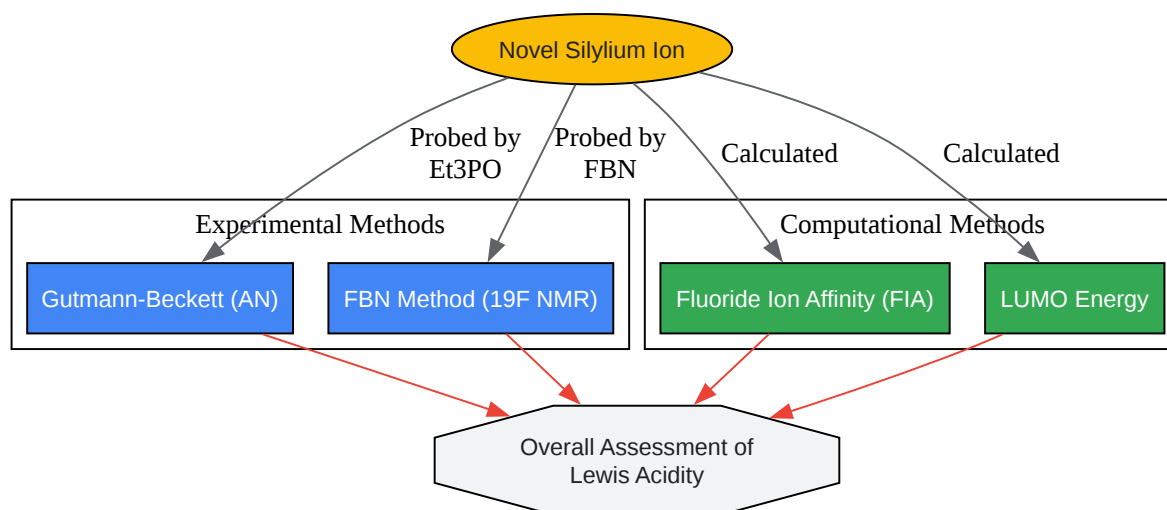 Novel Silylium Ion
Probed by
Et3PO
Probed by
FBN
Calculated
Calculated
Experimental Methods
Computational Methods
Gutmann-Beckett (AN)
FBN Method (19F NMR)
Fluoride Ion Affinity (FIA)
LUMO Energy
Overall Assessment of
Lewis Acidity